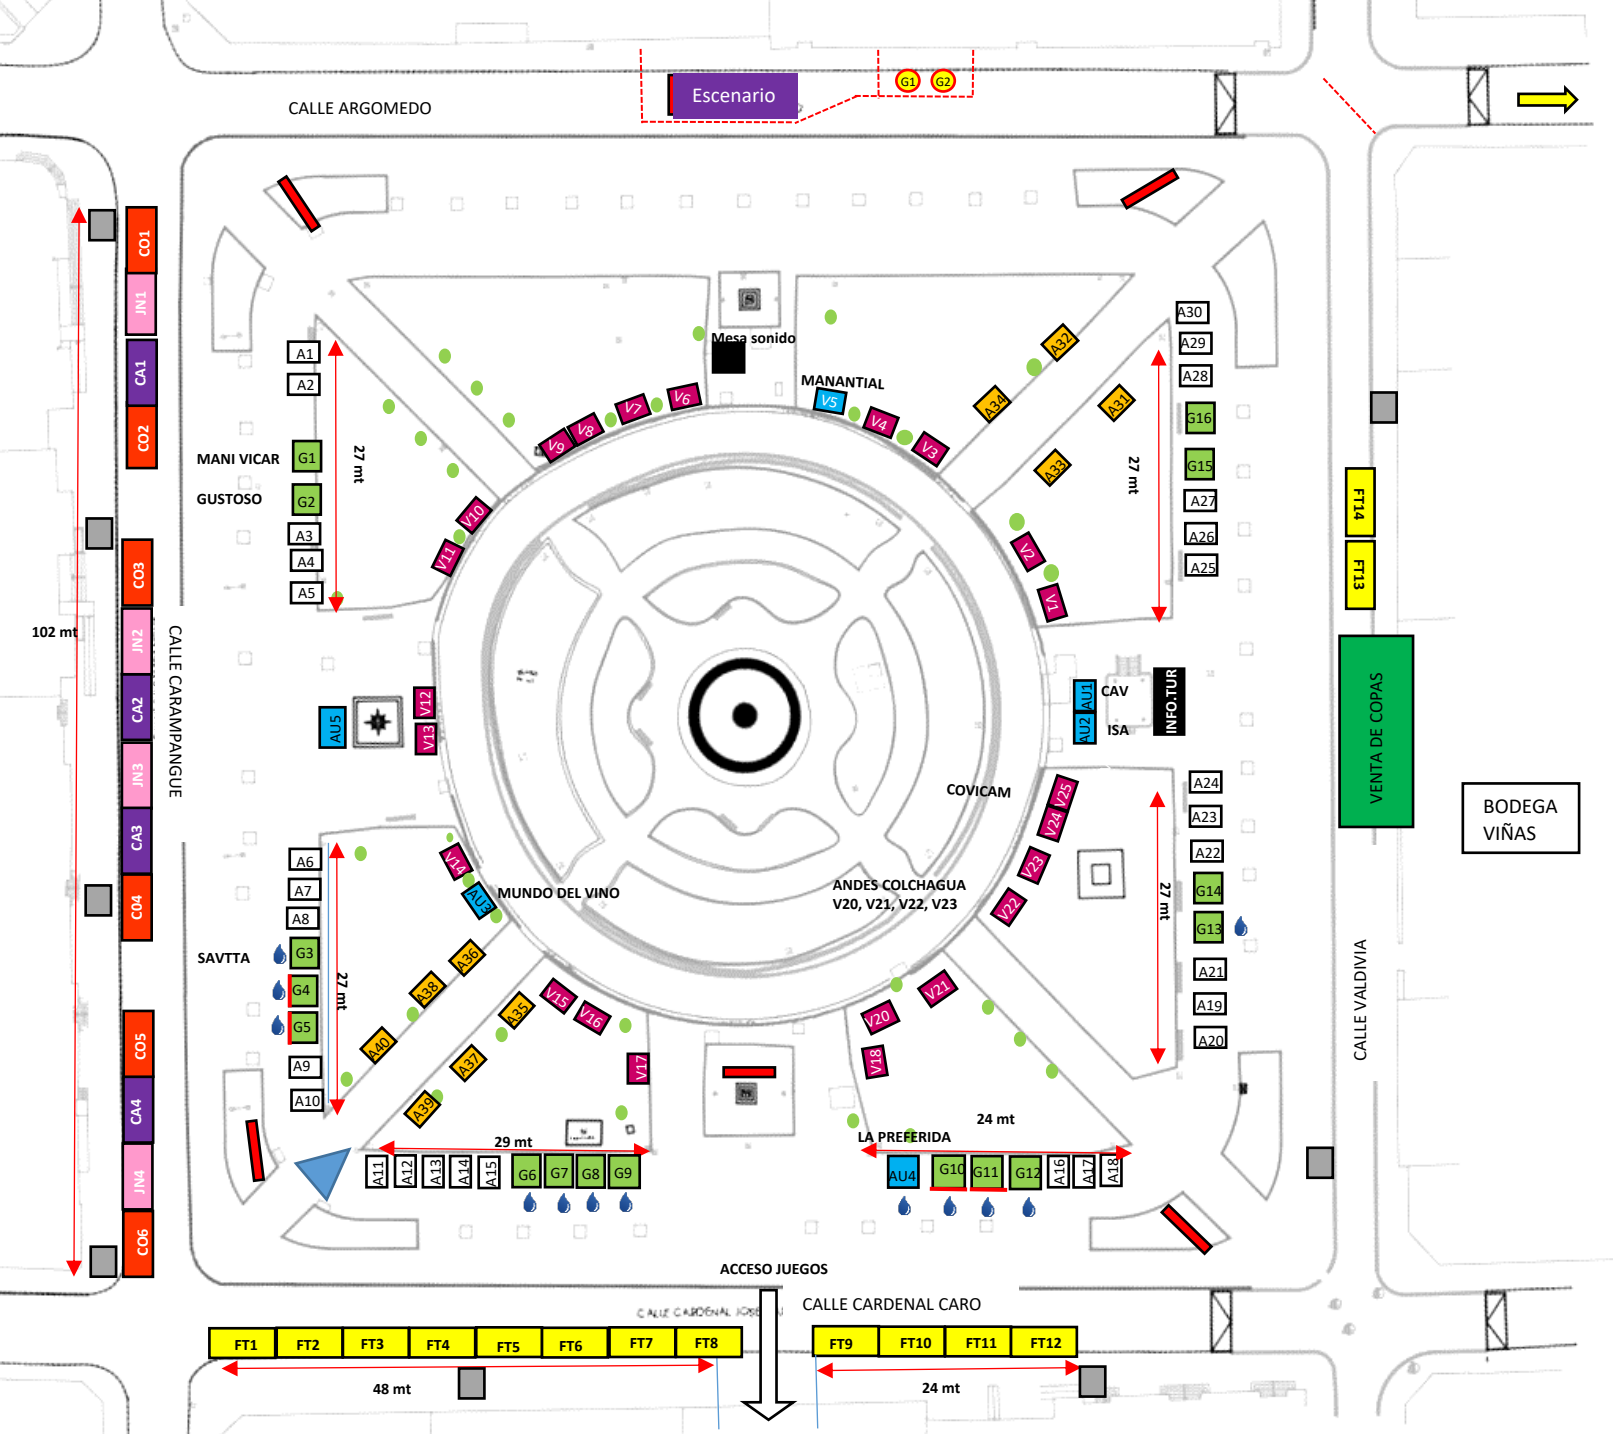 CALLE ARGOMEDO
Escenario
G1
G2
CO1
JN1
CA1
CO2
CO3
JN2
CA2
JN3
CA3
C04
CO5
CA4
JN4
CO6
102 mt
CALLE CARAMPANGUE
A1
A2
MANI VICAR
G1
GUSTOSO
G2
A3
A4
A5
27 mt
Mesa sonido
MANANTIAL
V5
V4
V3
V6
V7
V8
V9
V10
V11
A32
A34
A31
A33
V2
V1
A30
A29
A28
G16
G15
A27
A26
A25
27 mt
FT14
FT13
VENTA DE COPAS
BODEGA
VIÑAS
CALLE VALDIVIA
AU5
V12
V13
AU1
CAV
AU2
ISA
INFO.TUR
COVICAM
V25
V24
V23
V22
ANDES COLCHAGUA
V20, V21, V22, V23
MUNDO DEL VINO
V14
AU3
A24
A23
A22
G14
G13
A21
A19
A20
27 mt
A6
A7
A8
SAVTTA
G3
G4
G5
A9
A10
27 mt
A36
A38
A40
A35
A37
A39
V15
V16
V17
V21
V20
V18
29 mt
24 mt
LA PREFERIDA
A11
A12
A13
A14
A15
G6
G7
G8
G9
AU4
G10
G11
G12
A16
A17
A18
ACCESO JUEGOS
CALLE CARDENAL JOSE
CALLE CARDENAL CARO
FT1
FT2
FT3
FT4
FT5
FT6
FT7
FT8
FT9
FT10
FT11
FT12
48 mt
24 mt